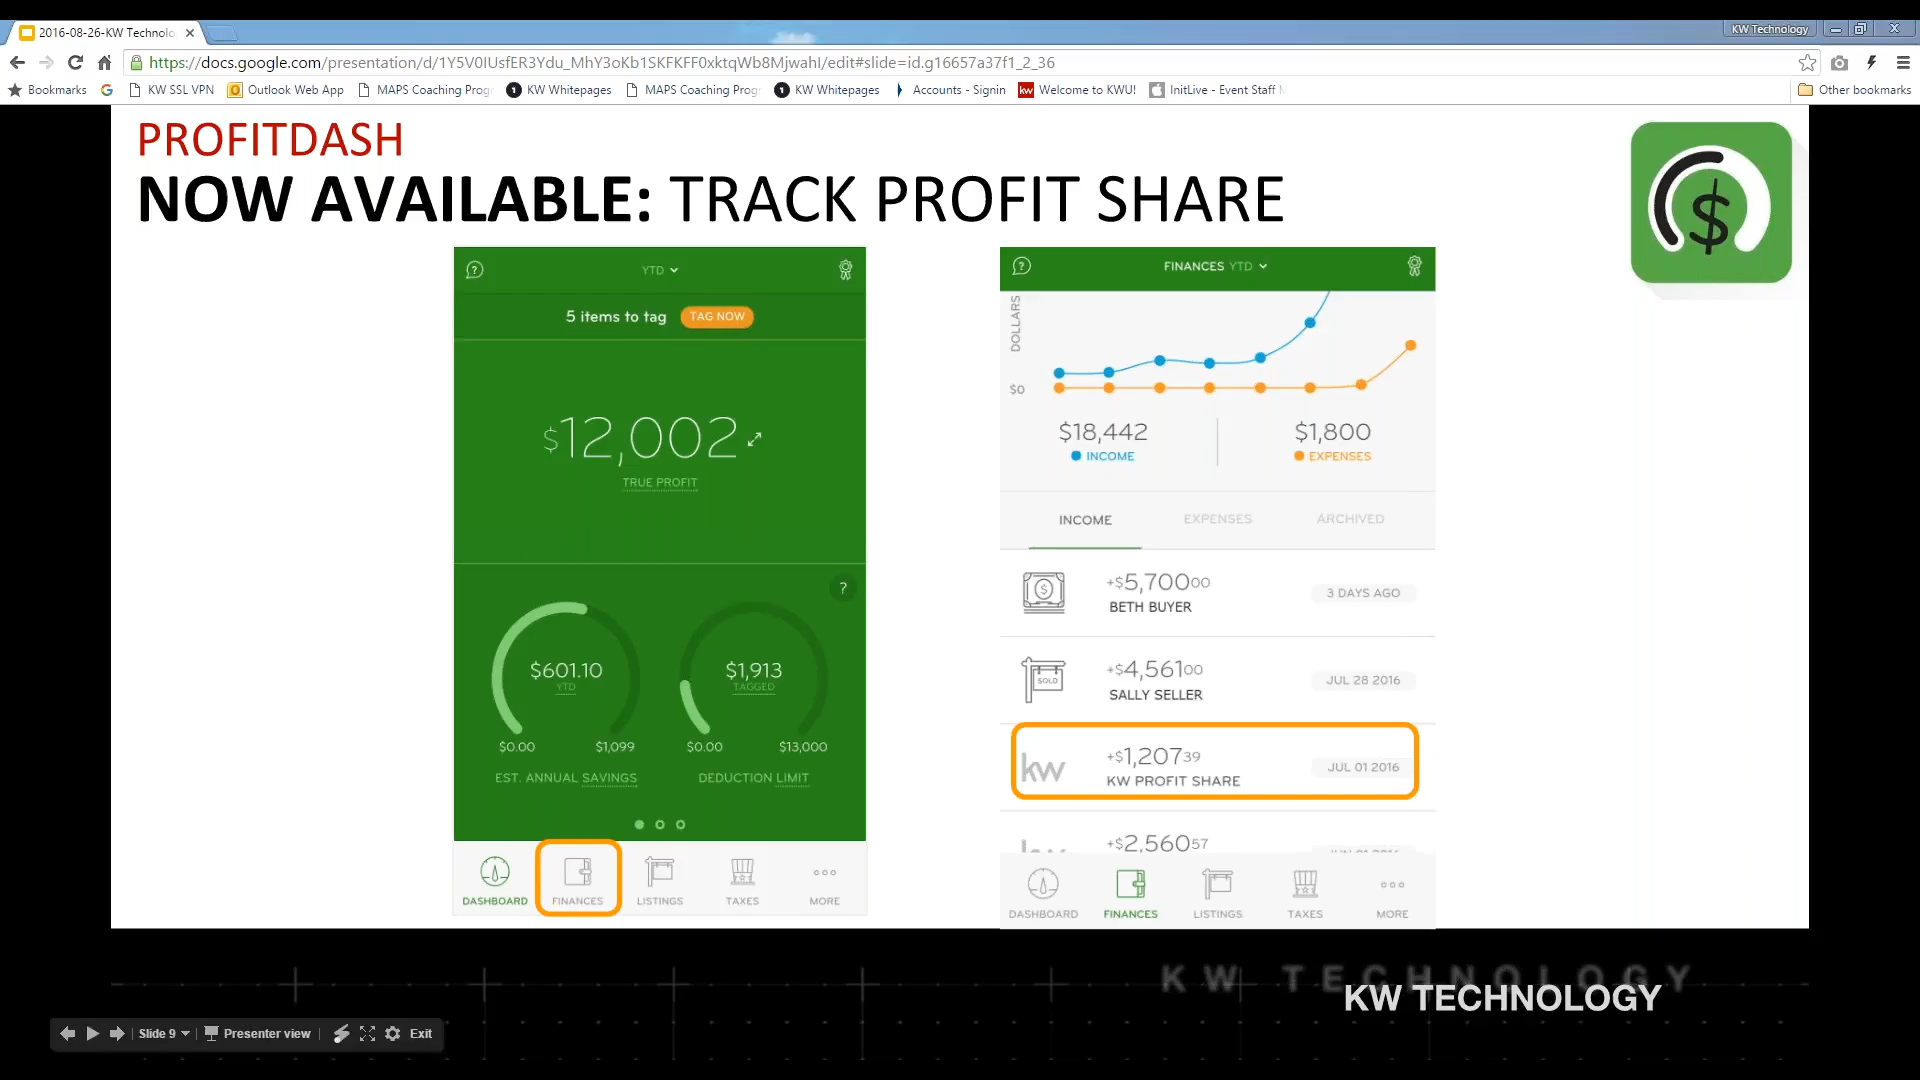 2016-08-26-KW Technolo
KW Technology
https://docs.google.com/presentation/d/1Y5V0IUsfER3Ydu_MhY3oKb1SKFKFF0xktqWb8MjwahI/edit#slide=id.g16657a37f1_2_36
Bookmarks KW SSL VPN Outlook Web App MAPS Coaching Prog KW Whitepages MAPS Coaching Prog KW Whitepages Accounts - Signin kw Welcome to KWU! InitLive - Event Staff Other bookmarks
PROFITDASH
NOW AVAILABLE: TRACK PROFIT SHARE
$
? YTD
5 items to tag TAG NOW
$12,002
TRUE PROFIT
?
$601.10
YTD
$0.00 $1,099
EST. ANNUAL SAVINGS
$1,913
TAGGED
$0.00 $13,000
DEDUCTION LIMIT
DASHBOARD FINANCES LISTINGS TAXES MORE
? FINANCES YTD
DOLLARS
$0
$18,442
INCOME
$1,800
EXPENSES
INCOME EXPENSES ARCHIVED
+$5,70000
BETH BUYER
3 DAYS AGO
SOLD
+$4,56100
SALLY SELLER
JUL 28 2016
kw
+$1,20739
KW PROFIT SHARE
JUL 01 2016
+$2,56057
DASHBOARD FINANCES LISTINGS TAXES MORE
KW TECHNOLOGY
KW TECHNOLOGY
Slide 9 Presenter view Exit